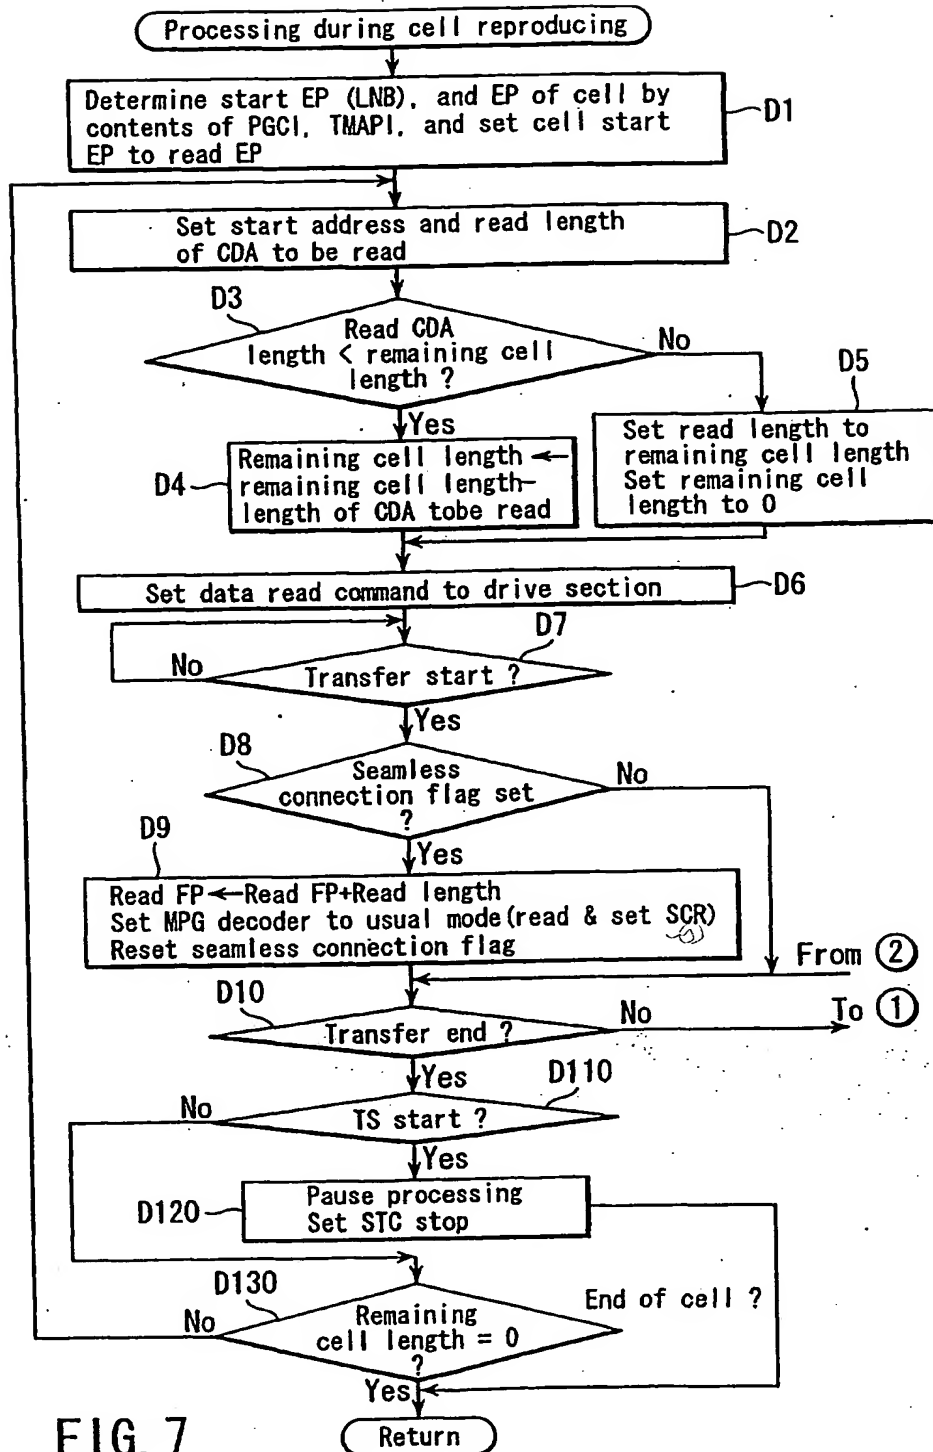 Processing during cell reproducing
Determine start EP (LNB), and EP of cell by
contents of PGCI, TMAPI, and set cell start
EP to read EP
D1
Set start address and read length
of CDA to be read
D2
D3
Read CDA
length < remaining cell
length ?
No
Yes
D5
Set read length to
remaining cell length
Set remaining cell
length to 0
D4
Remaining cell length ←
remaining cell length-
length of CDA tobe read
Set data read command to drive section
D6
D7
No
Transfer start ?
Yes
D8
Seamless
connection flag set
?
No
Yes
D9
Read FP←Read FP+Read length
Set MPG decoder to usual mode(read & set SCR)
Reset seamless connection flag
From ②
D10
Transfer end ?
No
To ①
Yes
D110
No
TS start ?
Yes
D120
Pause processing
Set STC stop
D130
No
Remaining
cell length = 0
?
End of cell ?
Yes
Return
FIG. 7